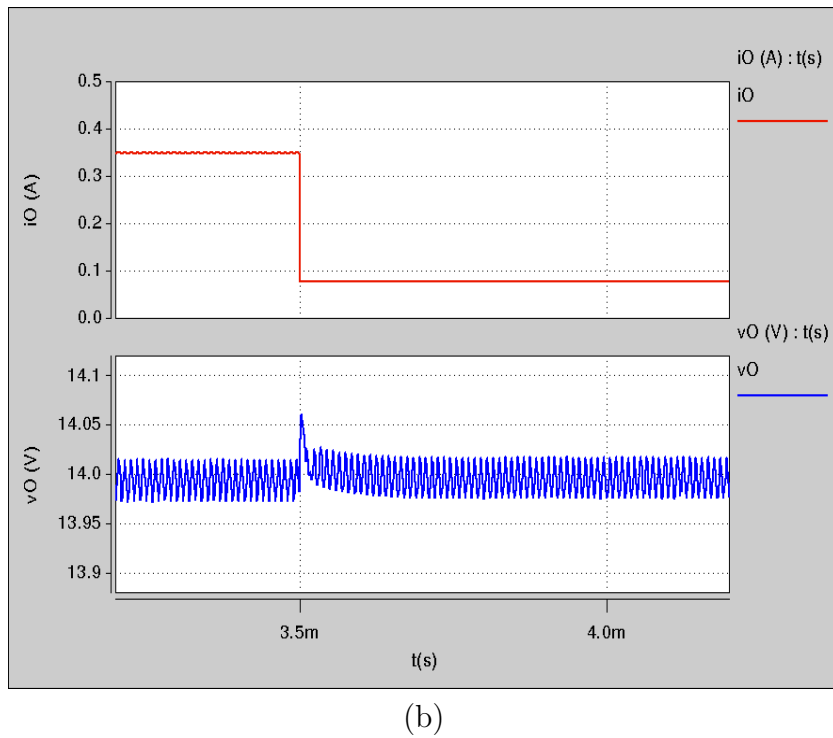 iO (A) : t(s)
iO
0.5
0.4
0.3
0.2
0.1
0.0
iO (A)
vO (V) : t(s)
vO
14.1
14.05
14.0
13.95
13.9
vO (V)
3.5m
4.0m
t(s)
(b)